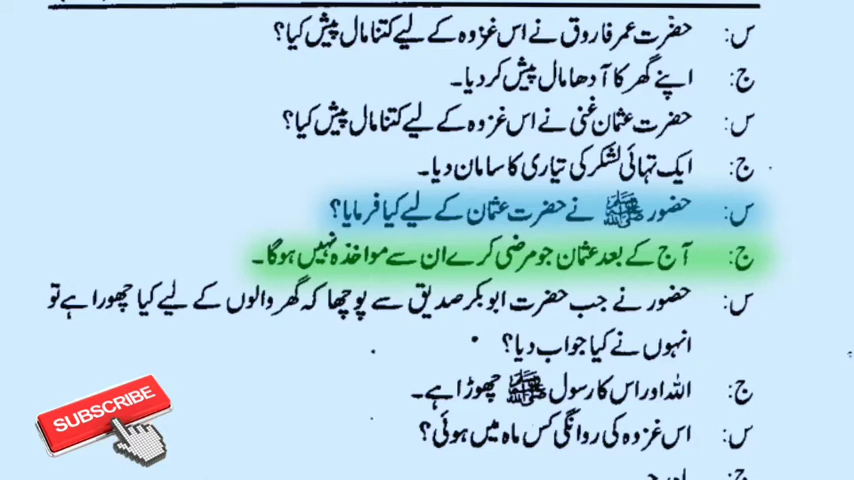 س: حضرت عمر فاروق نے اس غزوہ کے لیے کتنا مال پیش کیا؟
ج: اپنے گھر کا آدھا مال پیش کر دیا۔
س: حضرت عثمان غنی نے اس غزوہ کے لیے کتنا مال پیش کیا؟
ج: ایک تہائی لشکر کی تیاری کا سامان دیا۔
س: حضور ﷺ نے حضرت عثمان کے لیے کیا فرمایا؟
ج: آج کے بعد عثمان جو مرضی کرے ان سے مواخذہ نہیں ہوگا۔
س: حضور نے جب حضرت ابوبکر صدیق سے پوچھا کہ گھر والوں کے لیے کیا چھورا ہے تو
انہوں نے کیا جواب دیا؟
ج: اللہ اور اس کا رسول ﷺ چھوڑا ہے۔
س: اس غزوہ کی روانگی کس ماہ میں ہوئی؟
ج:
SUBSCRIBE